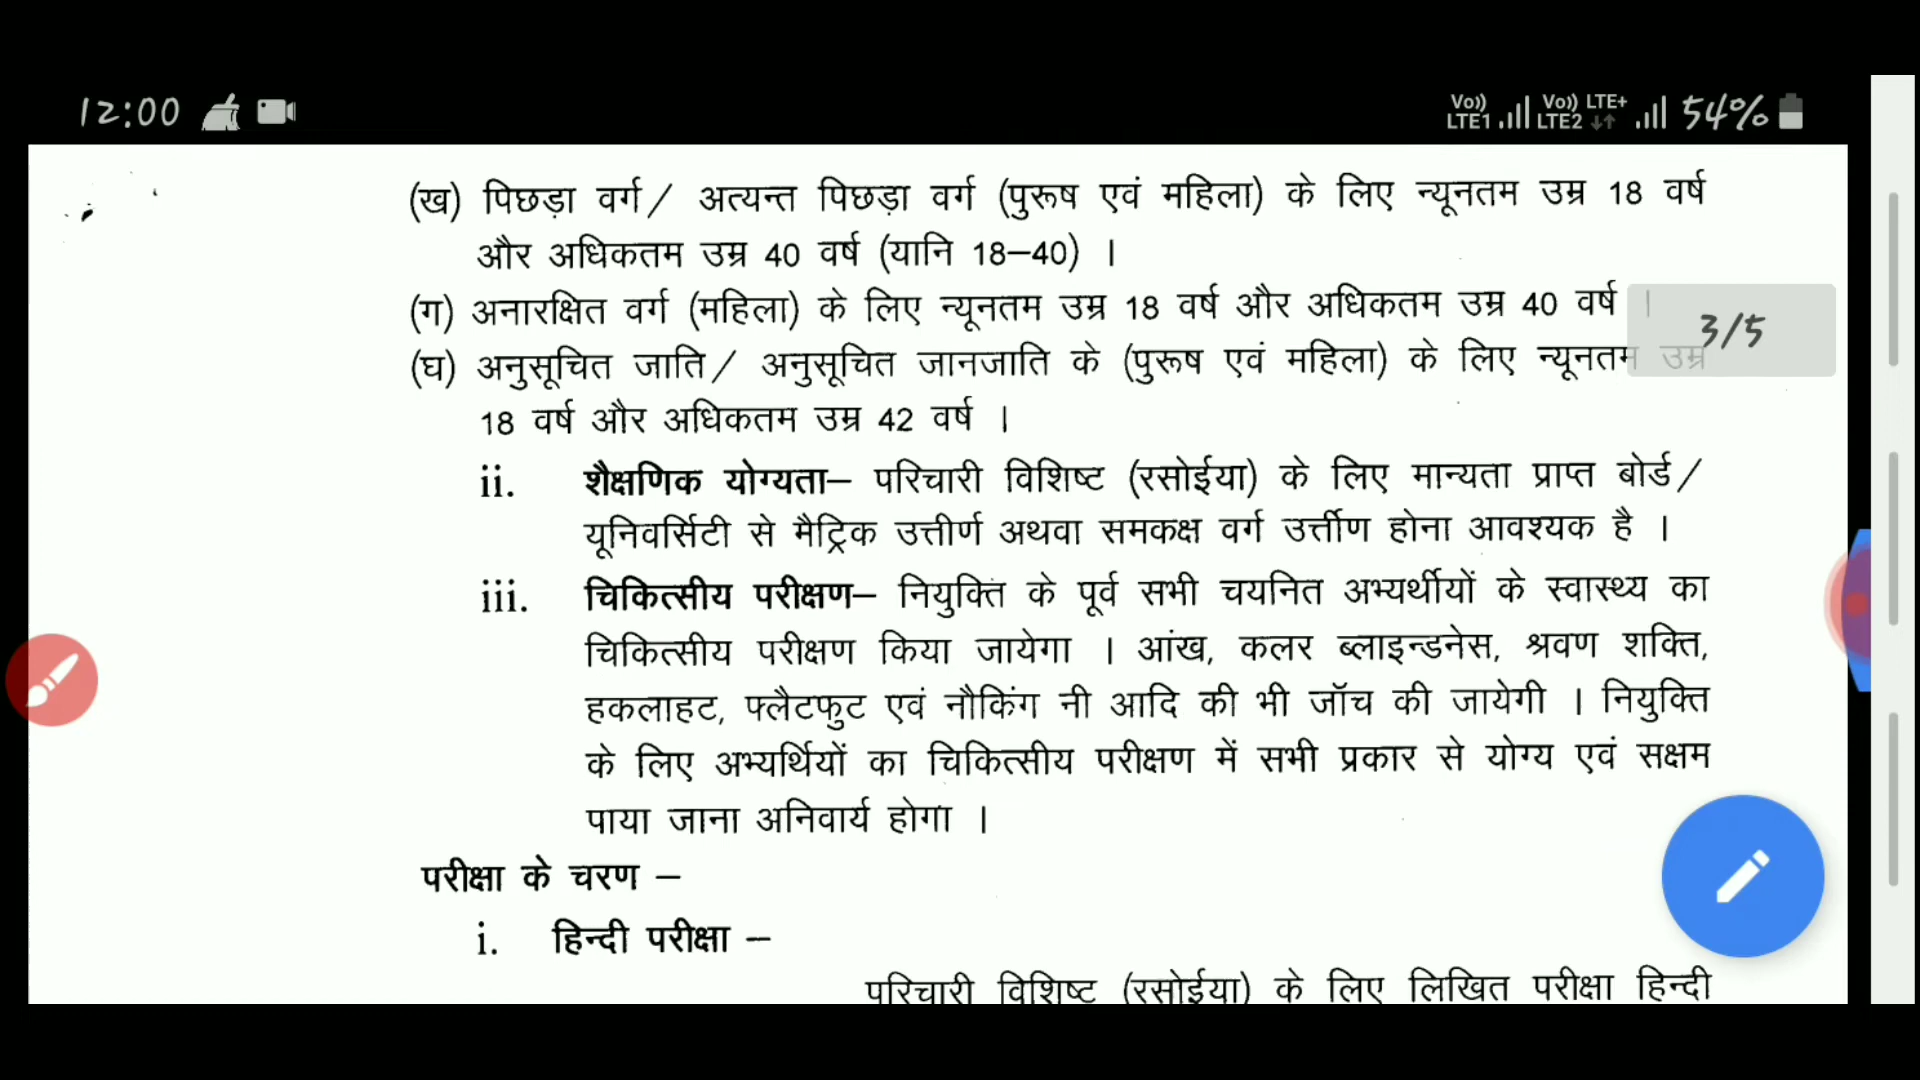 12:00
Vo)) LTE1 Vo)) LTE2 LTE+ 54%
(ख) पिछड़ा वर्ग/ अत्यन्त पिछड़ा वर्ग (पुरूष एवं महिला) के लिए न्यूनतम उम्र 18 वर्ष
और अधिकतम उम्र 40 वर्ष (यानि 18–40) ।
(ग) अनारक्षित वर्ग (महिला) के लिए न्यूनतम उम्र 18 वर्ष और अधिकतम उम्र 40 वर्ष ।
3/5
(घ) अनुसूचित जाति/ अनुसूचित जानजाति के (पुरूष एवं महिला) के लिए न्यूनतम उम्र
18 वर्ष और अधिकतम उम्र 42 वर्ष ।
ii. शैक्षणिक योग्यता– परिचारी विशिष्ट (रसोईया) के लिए मान्यता प्राप्त बोर्ड/
यूनिवर्सिटी से मैट्रिक उत्तीर्ण अथवा समकक्ष वर्ग उर्त्तीण होना आवश्यक है ।
iii. चिकित्सीय परीक्षण– नियुक्ति के पूर्व सभी चयनित अभ्यर्थीयों के स्वास्थ्य का
चिकित्सीय परीक्षण किया जायेगा । आंख, कलर ब्लाइन्डनेस, श्रवण शक्ति,
हकलाहट, फ्लैटफुट एवं नौकिंग नी आदि की भी जॉच की जायेगी । नियुक्ति
के लिए अभ्यर्थियों का चिकित्सीय परीक्षण में सभी प्रकार से योग्य एवं सक्षम
पाया जाना अनिवार्य होगा ।
परीक्षा के चरण –
i. हिन्दी परीक्षा –
परिचारी विशिष्ट (रसोईया) के लिए लिखित परीक्षा हिन्दी